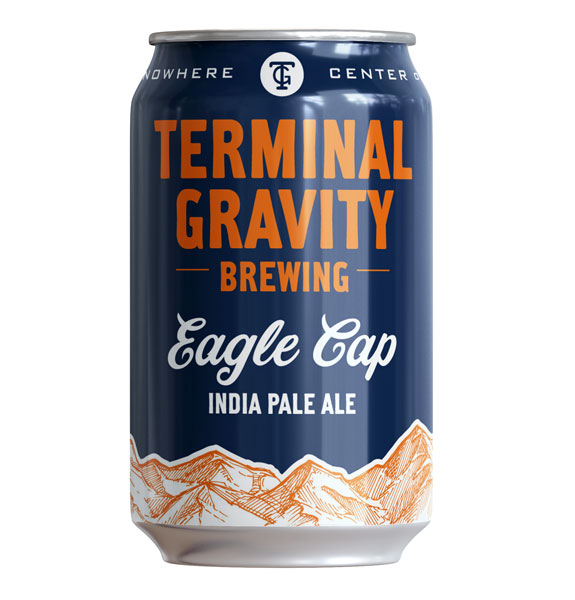 NOWHERE TG CENTER
TERMINAL
GRAVITY
BREWING
Eagle Cap
INDIA PALE ALE